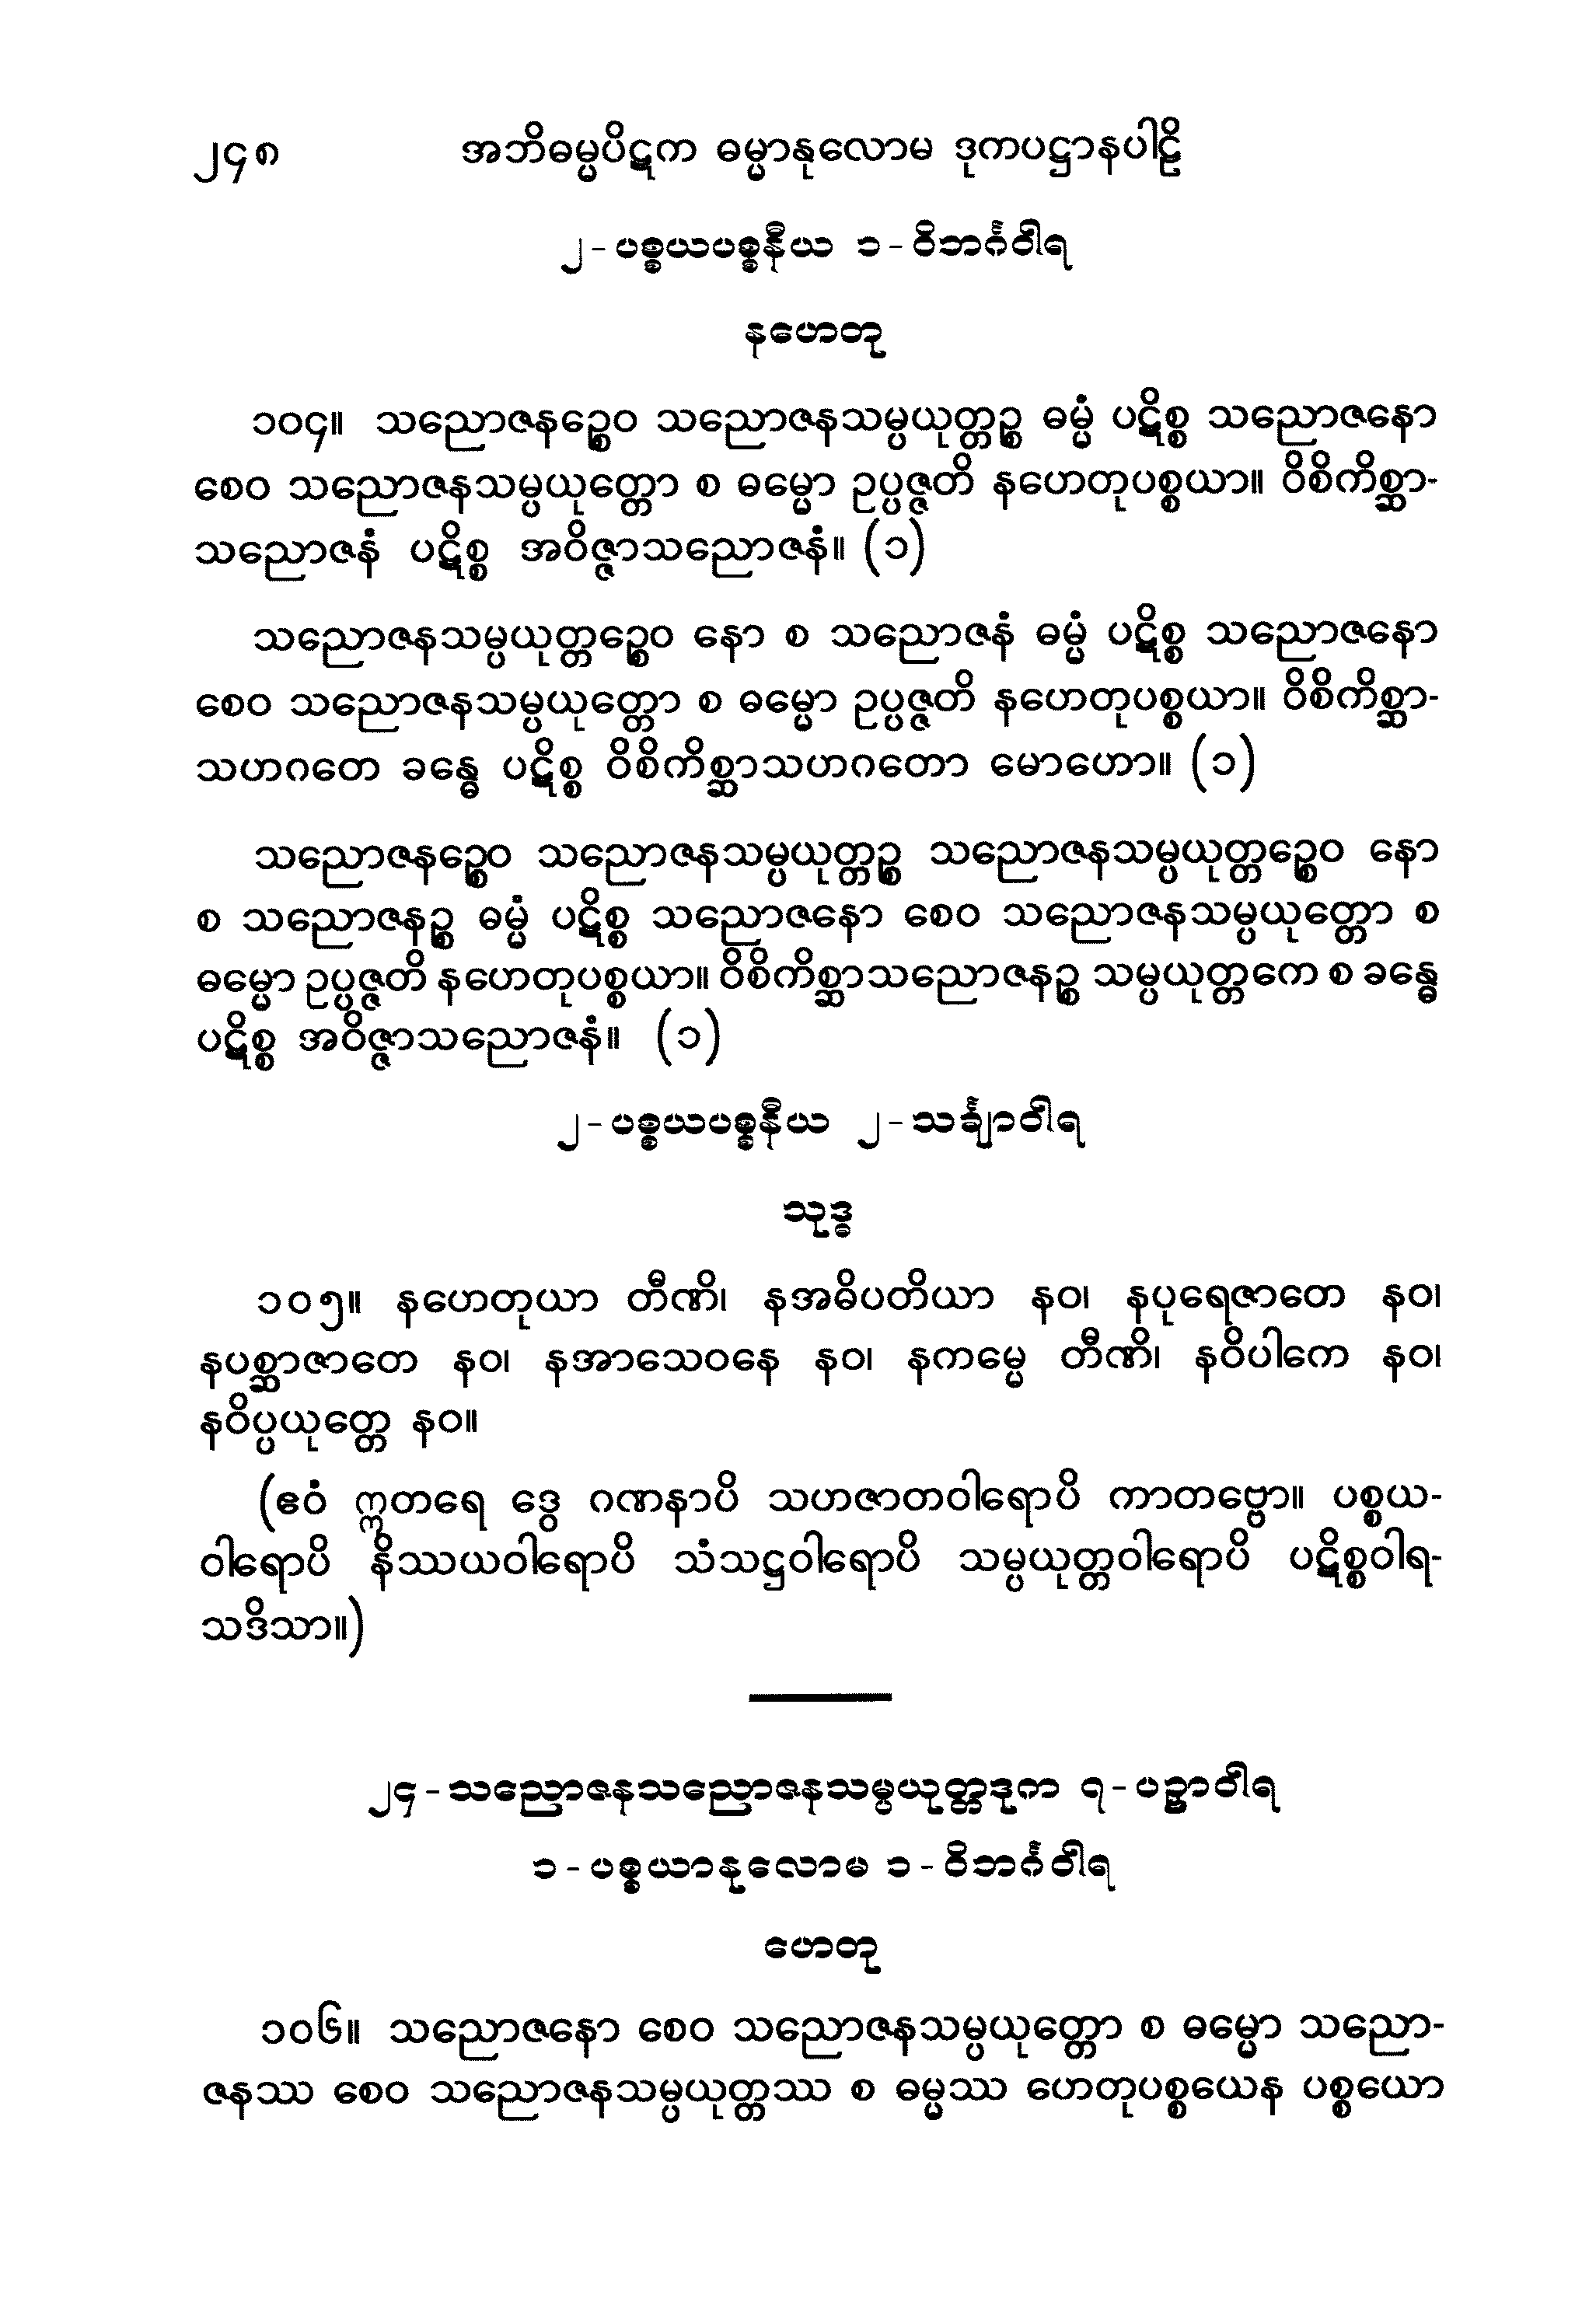 ၂၄၈ အဘိဓမ္မပိဋက ဓမ္မာနုလောမ ဒုကပဋ္ဌာနပါဠိ
၂-ပစ္စယပစ္စနီယ ၁-ဝိဘင်္ဂဝါရ
နဟေတု
၁၀၄။ သညောဇနဉ္စေဝ သညောဇနသမ္ပယုတ္တဉ္စ ဓမ္မံ ပဋိစ္စ သညောဇနော
စေဝ သညောဇနသမ္ပယုတ္တော စ ဓမ္မော ဥပ္ပဇ္ဇတိ နဟေတုပစ္စယာ။ ဝိစိကိစ္ဆာ-
သညောဇနံ ပဋိစ္စ အဝိဇ္ဇာသညောဇနံ။ (၁)
သညောဇနသမ္ပယုတ္တဉ္စေဝ နော စ သညောဇနံ ဓမ္မံ ပဋိစ္စ သညောဇနော
စေဝ သညောဇနသမ္ပယုတ္တော စ ဓမ္မော ဥပ္ပဇ္ဇတိ နဟေတုပစ္စယာ။ ဝိစိကိစ္ဆာ-
သဟဂတေ ခန္ဓေ ပဋိစ္စ ဝိစိကိစ္ဆာသဟဂတော မောဟော။ (၁)
သညောဇနဉ္စေဝ သညောဇနသမ္ပယုတ္တဉ္စ သညောဇနသမ္ပယုတ္တဉ္စေဝ နော
စ သညောဇနဉ္စ ဓမ္မံ ပဋိစ္စ သညောဇနော စေဝ သညောဇနသမ္ပယုတ္တော စ
ဓမ္မော ဥပ္ပဇ္ဇတိ နဟေတုပစ္စယာ။ ဝိစိကိစ္ဆာသညောဇနဉ္စ သမ္ပယုတ္တကေ စ ခန္ဓေ
ပဋိစ္စ အဝိဇ္ဇာသညောဇနံ။ (၁)
၂-ပစ္စယပစ္စနီယ ၂-သင်္ချာဝါရ
သုဒ္ဓ
၁၀၅။ နဟေတုယာ တီဏိ၊ နအဓိပတိယာ နဝ၊ နပုရေဇာတေ နဝ၊
နပစ္ဆာဇာတေ နဝ၊ နအာသေဝနေ နဝ၊ နကမ္မေ တီဏိ၊ နဝိပါကေ နဝ၊
နဝိပ္ပယုတ္တေ နဝ။
(ဧဝံ ဣတရေ ဒွေ ဂဏနာပိ သဟဇာတဝါရောပိ ကာတဗ္ဗော။ ပစ္စယ-
ဝါရောပိ နိဿယဝါရောပိ သံသဋ္ဌဝါရောပိ သမ္ပယုတ္တဝါရောပိ ပဋိစ္စဝါရ-
သဒိသာ။)
၂၄-သညောဇနသညောဇနသမ္ပယုတ္တဒုက ၇-ပဉှာဝါရ
၁-ပစ္စယာနုလောမ ၁-ဝိဘင်္ဂဝါရ
ဟေတု
၁၀၆။ သညောဇနော စေဝ သညောဇနသမ္ပယုတ္တော စ ဓမ္မော သညော-
ဇနဿ စေဝ သညောဇနသမ္ပယုတ္တဿ စ ဓမ္မဿ ဟေတုပစ္စယေန ပစ္စယော